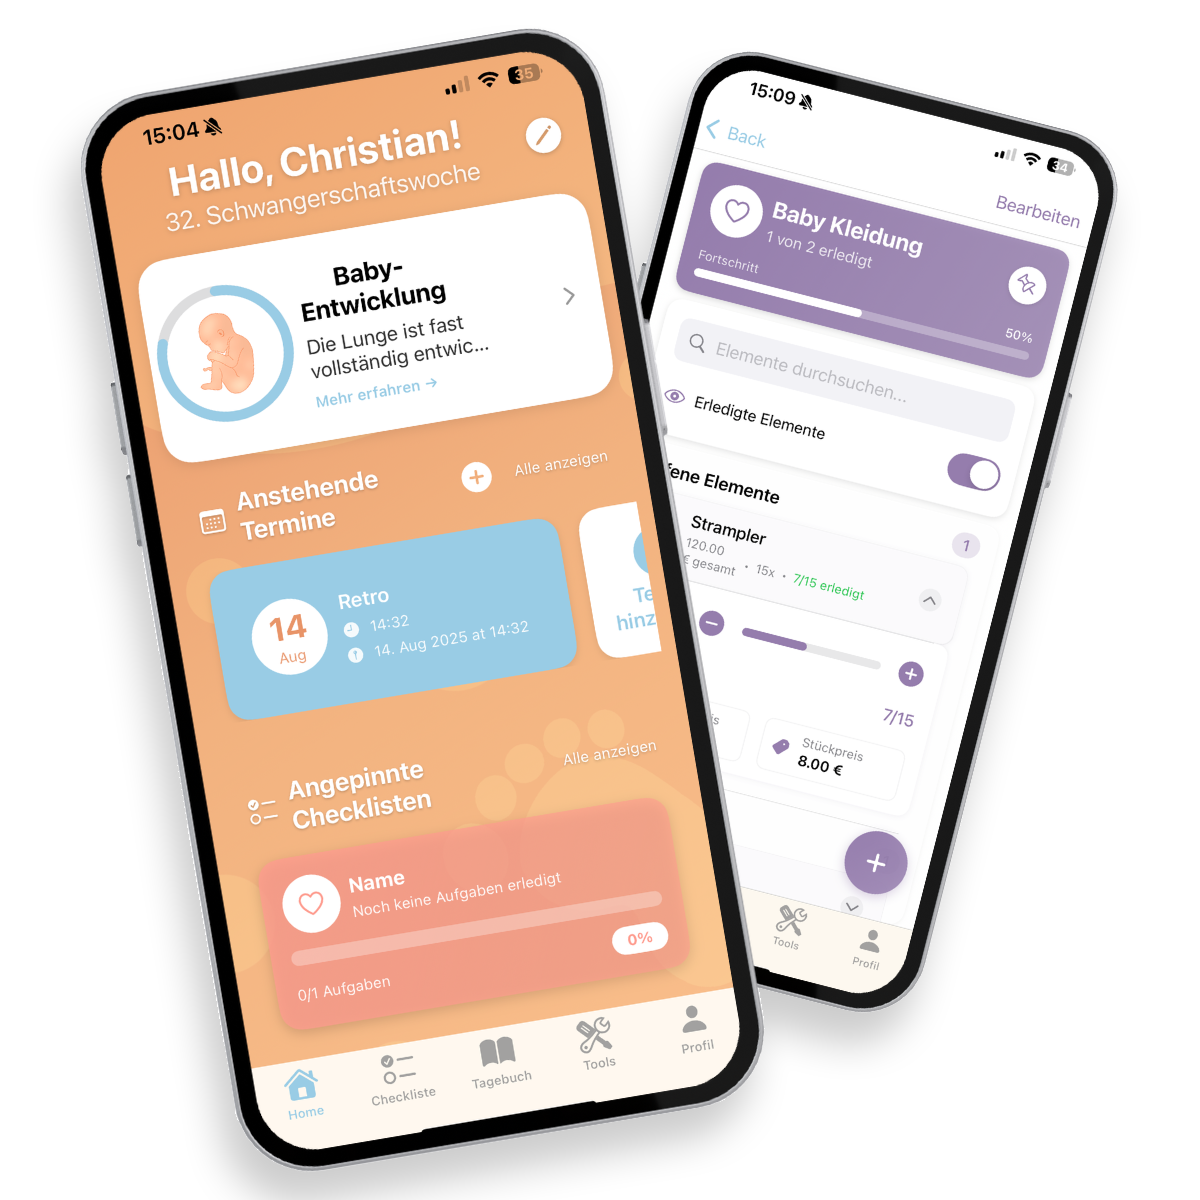 15:04
35
Hallo, Christian!
32. Schwangerschaftswoche
Baby-
Entwicklung
Die Lunge ist fast
vollständig entwic...
Mehr erfahren →
Anstehende
Termine
Alle anzeigen
14
Aug
Retro
14:32
14. Aug 2025 at 14:32
Te
hinz
Angepinnte
Checklisten
Alle anzeigen
Name
Noch keine Aufgaben erledigt
0%
0/1 Aufgaben
Home
Checkliste
Tagebuch
Tools
Profil
15:09
34
Back
Bearbeiten
Baby Kleidung
1 von 2 erledigt
Fortschritt
50%
Elemente durchsuchen...
Erledigte Elemente
fene Elemente
1
Strampler
120.00
€ gesamt • 15x • 7/15 erledigt
7/15
is
Stückpreis
8.00 €
Tools
Profil